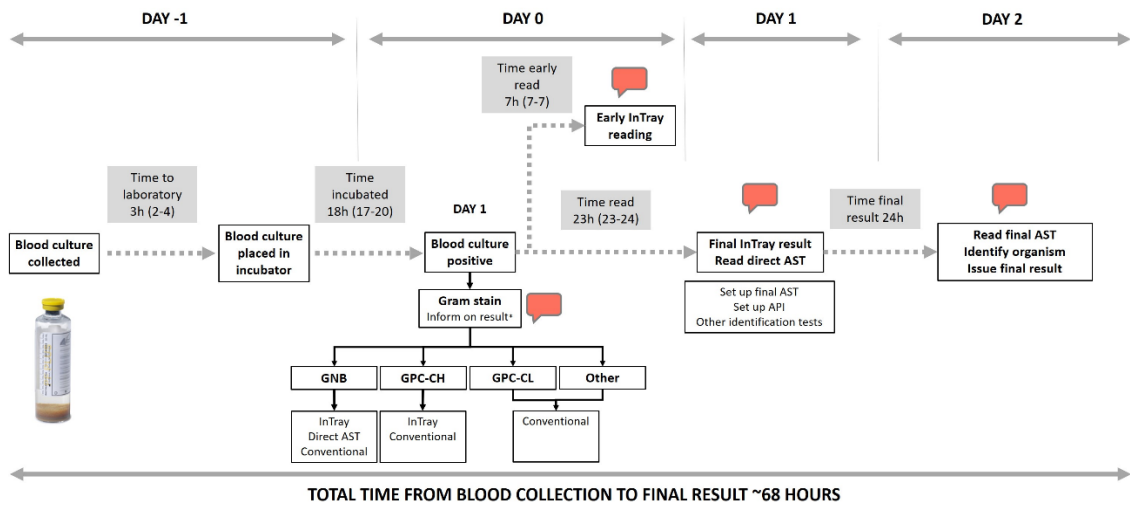 DAY -1
DAY 0
DAY 1
DAY 2
Time early
read
7h (7-7)
Early InTray
reading
Time to
laboratory
3h (2-4)
Time
incubated
18h (17-20)
DAY 1
Time read
23h (23-24)
Time final
result 24h
Blood culture
collected
Blood culture
placed in
incubator
Blood culture
positive
Final InTray result
Read direct AST
Read final AST
Identify organism
Issue final result
Gram stain
Inform on result*
Set up final AST
Set up API
Other identification tests
GNB
GPC-CH
GPC-CL
Other
InTray
Direct AST
Conventional
InTray
Conventional
Conventional
TOTAL TIME FROM BLOOD COLLECTION TO FINAL RESULT ~68 HOURS